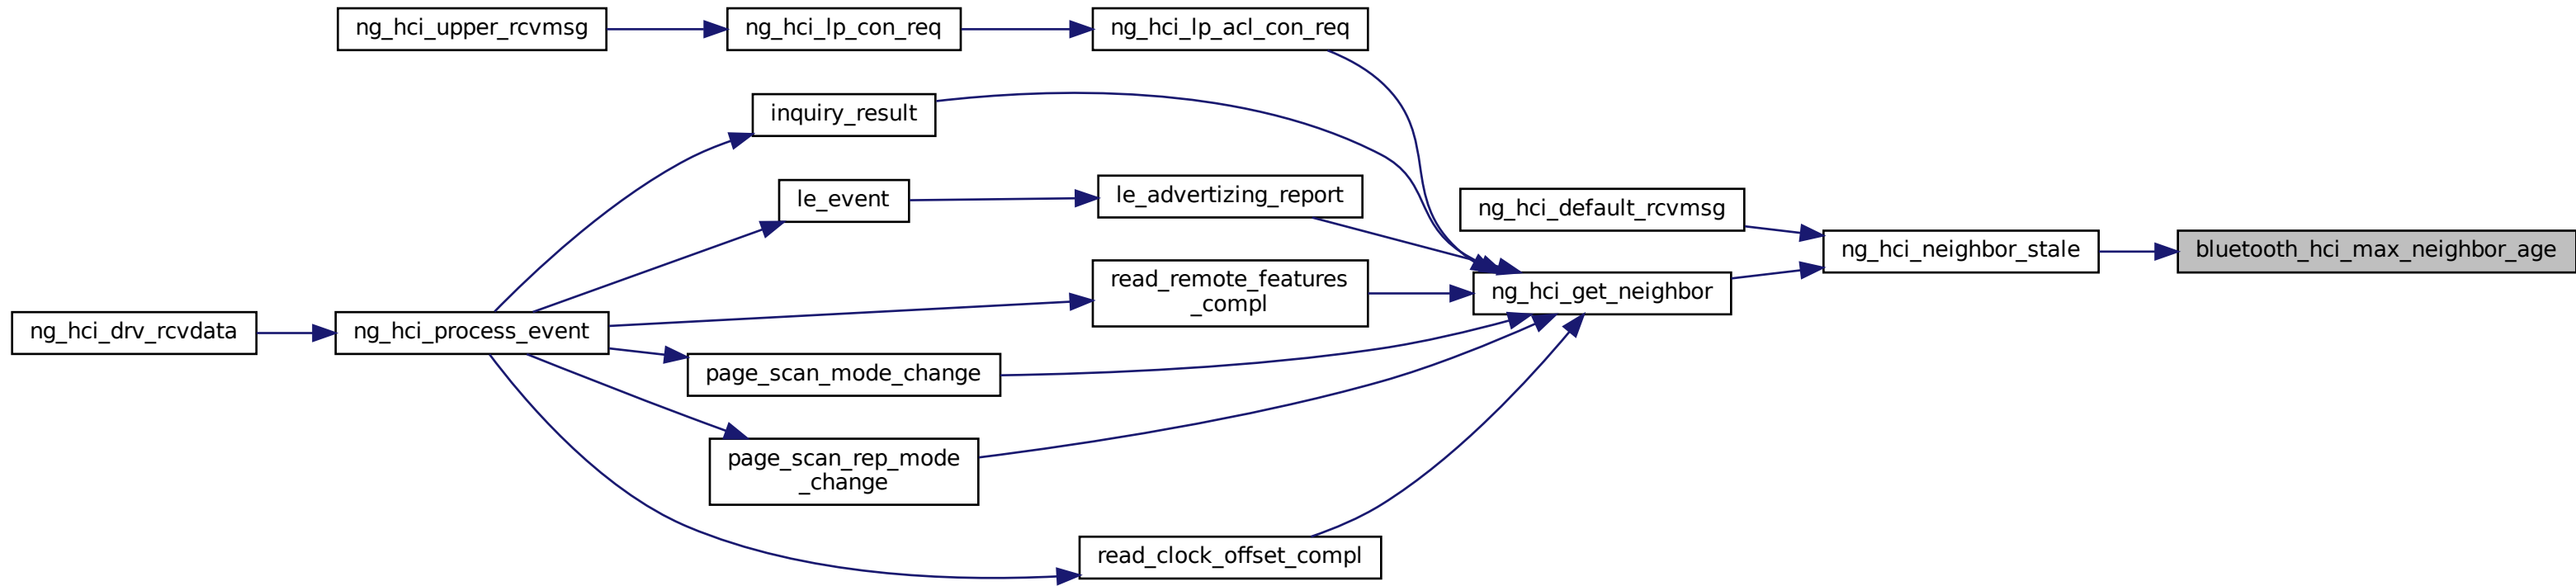 ng_hci_upper_rcvmsg
ng_hci_lp_con_req
ng_hci_lp_acl_con_req
inquiry_result
le_event
le_advertizing_report
ng_hci_default_rcvmsg
ng_hci_neighbor_stale
bluetooth_hci_max_neighbor_age
read_remote_features
_compl
ng_hci_get_neighbor
ng_hci_drv_rcvdata
ng_hci_process_event
page_scan_mode_change
page_scan_rep_mode
_change
read_clock_offset_compl